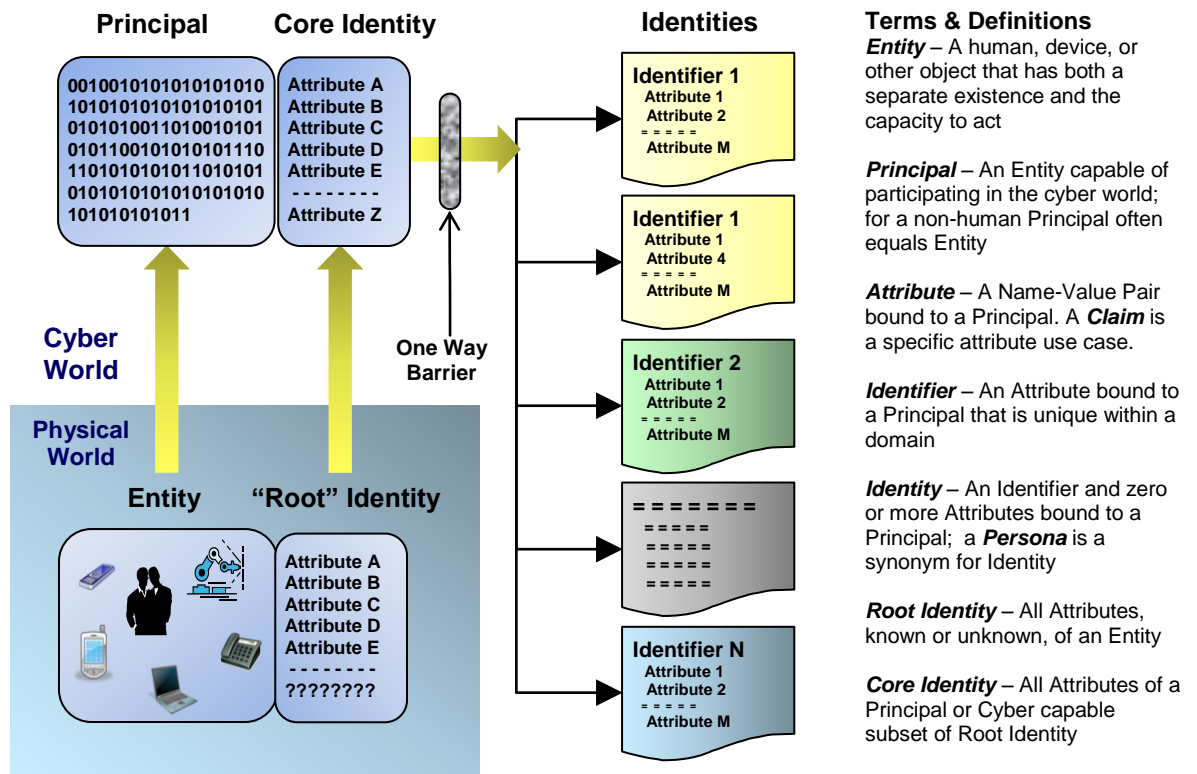 Principal
Core Identity
00100101010101010101010
1010101010101010101
0101010011010010101
0101100101010101110
1101010101011010101
0101010101010101010
101010101011
Attribute A
Attribute B
Attribute C
Attribute D
Attribute E
- - - - - - - -
Attribute Z
One Way
Barrier
Cyber
World
Physical
World
Entity
“Root” Identity
Attribute A
Attribute B
Attribute C
Attribute D
Attribute E
- - - - - - - -
????????
Identities
Identifier 1
Attribute 1
Attribute 2
= = = = =
Attribute M
Identifier 1
Attribute 1
Attribute 4
= = = = =
Attribute M
Identifier 2
Attribute 1
Attribute 2
= = = = =
Attribute M
= = = = = = =
= = = = =
= = = = =
= = = = =
= = = = =
Identifier N
Attribute 1
Attribute 2
= = = = =
Attribute M
Terms & Definitions
Entity – A human, device, or
other object that has both a
separate existence and the
capacity to act
Principal – An Entity capable of
participating in the cyber world;
for a non-human Principal often
equals Entity
Attribute – A Name-Value Pair
bound to a Principal. A Claim is
a specific attribute use case.
Identifier – An Attribute bound to
a Principal that is unique within a
domain
Identity – An Identifier and zero
or more Attributes bound to a
Principal; a Persona is a
synonym for Identity
Root Identity – All Attributes,
known or unknown, of an Entity
Core Identity – All Attributes of a
Principal or Cyber capable
subset of Root Identity